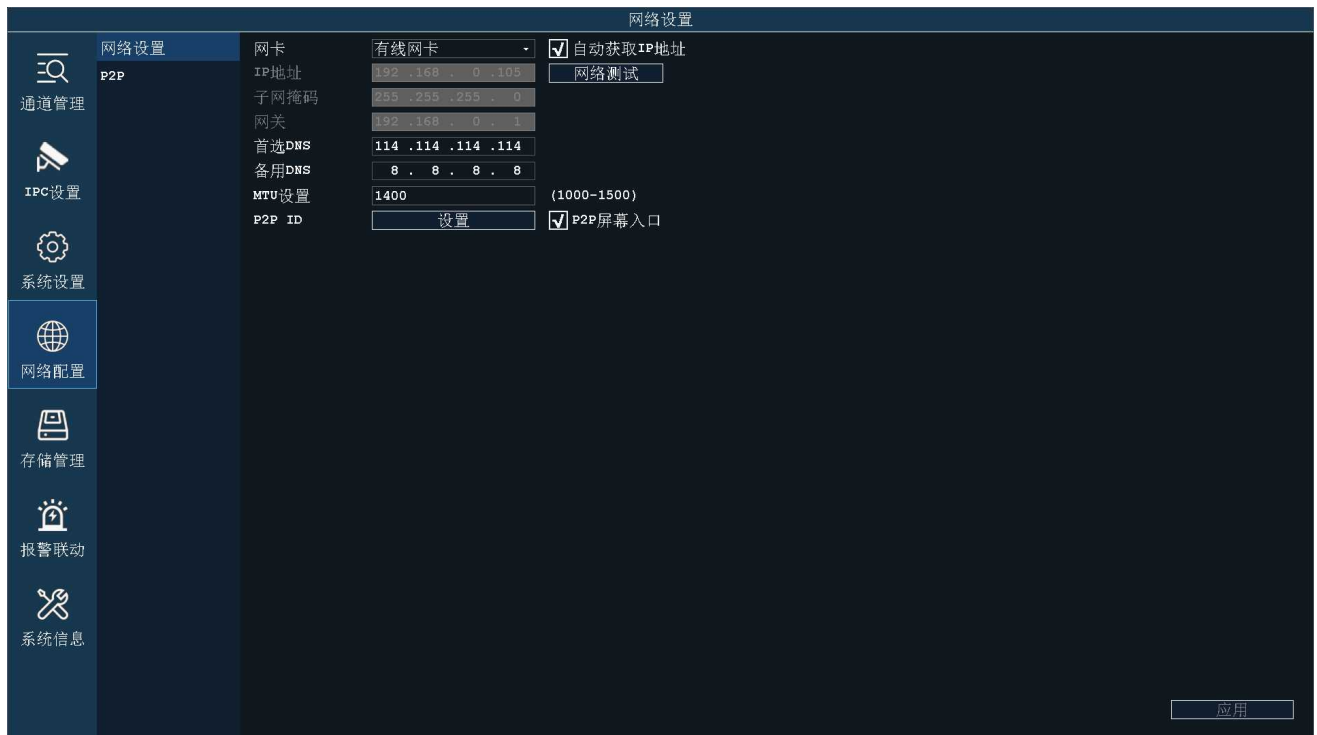 网络设置
通道管理
IPC设置
系统设置
网络配置
存储管理
报警联动
系统信息
网络设置
P2P
网卡 有线网卡 自动获取IP地址
IP地址 192 .168 . 0 .105 网络测试
子网掩码 255 .255 .255 . 0
网关 192 .168 . 0 . 1
首选DNS 114 .114 .114 .114
备用DNS 8 . 8 . 8 . 8
MTU设置 1400 (1000-1500)
P2P ID 设置 P2P屏幕入口
应用